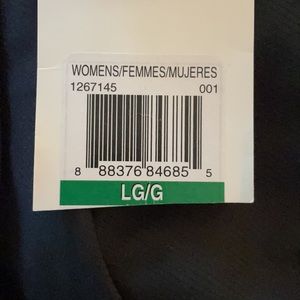 WOMENS/FEMMES/MUJERES
1267145 001
8 88376 84685 5
LG/G